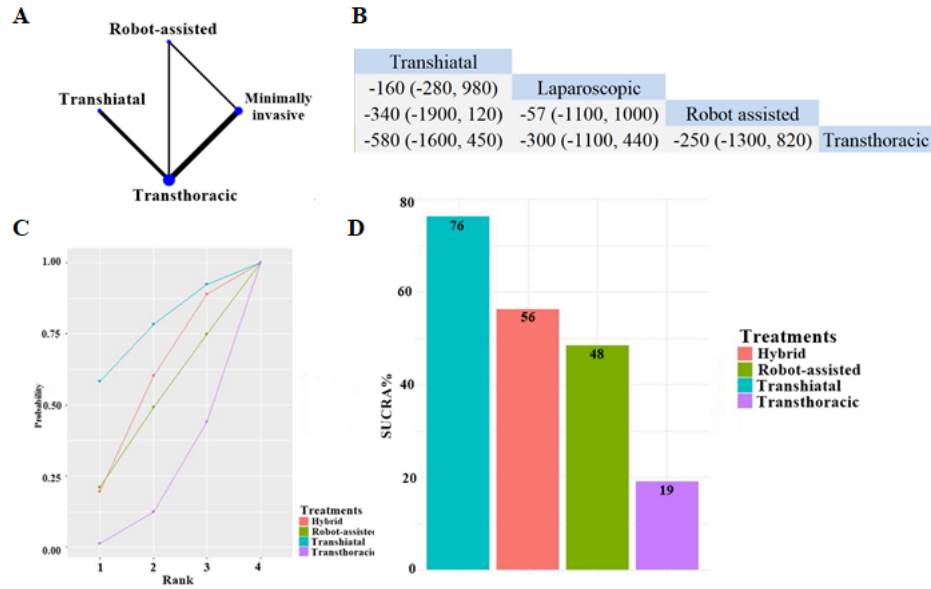 A
Robot-assisted
Transhiatal
Minimally
invasive
Transthoracic
B
Transhiatal
-160 (-280, 980) Laparoscopic
-340 (-1900, 120) -57 (-1100, 1000) Robot assisted
-580 (-1600, 450) -300 (-1100, 440) -250 (-1300, 820) Transthoracic
C
1.00
0.75
0.50
0.25
0.00
Probability
1 2 3 4
Rank
Treatments
Hybrid
Robot-assisted
Transhiatal
Transthoracic
D
80
60
40
20
0
SUCRA%
76
56
48
19
Treatments
Hybrid
Robot-assisted
Transhiatal
Transthoracic